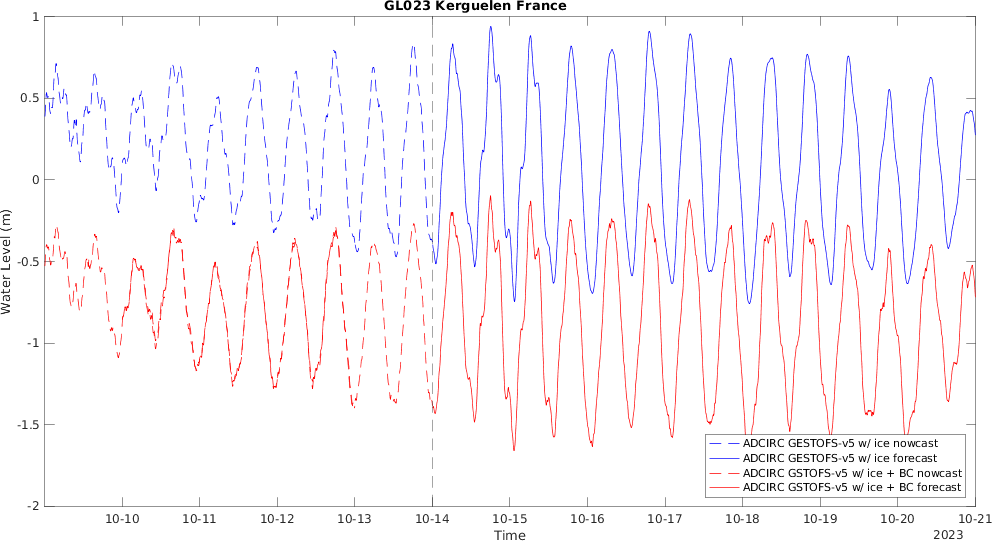 GL023 Kerguelen France
1
0.5
0
-0.5
-1
-1.5
-2
Water Level (m)
ADCIRC GESTOFS-v5 w/ ice nowcast
ADCIRC GESTOFS-v5 w/ ice forecast
ADCIRC GSTOFS-v5 w/ ice + BC nowcast
ADCIRC GSTOFS-v5 w/ ice + BC forecast
10-10 10-11 10-12 10-13 10-14 10-15 10-16 10-17 10-18 10-19 10-20 10-21
Time
2023